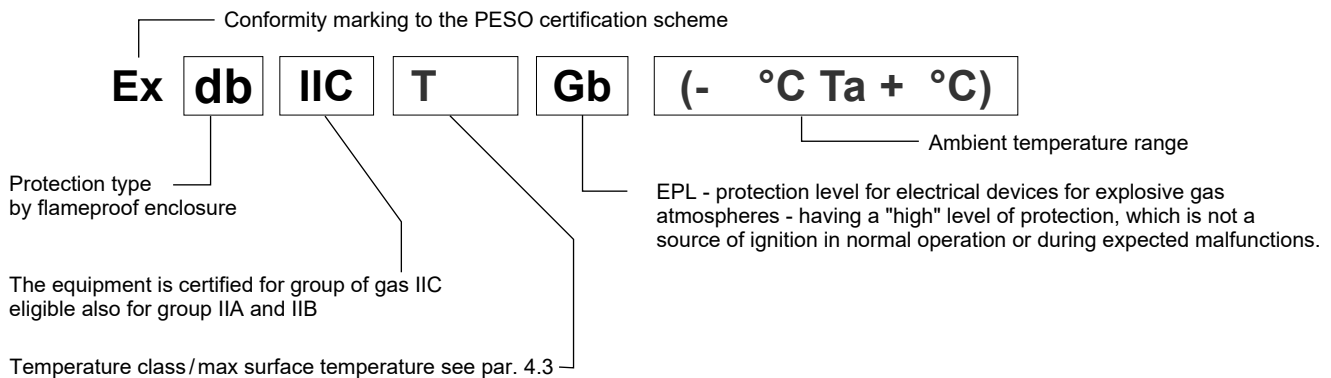 Conformity marking to the PESO certification scheme
Ex db IIC T Gb (- °C Ta + °C)
Ambient temperature range
Protection type
by flameproof enclosure
EPL - protection level for electrical devices for explosive gas
atmospheres - having a "high" level of protection, which is not a
source of ignition in normal operation or during expected malfunctions.
The equipment is certified for group of gas IIC
eligible also for group IIA and IIB
Temperature class/max surface temperature see par. 4.3